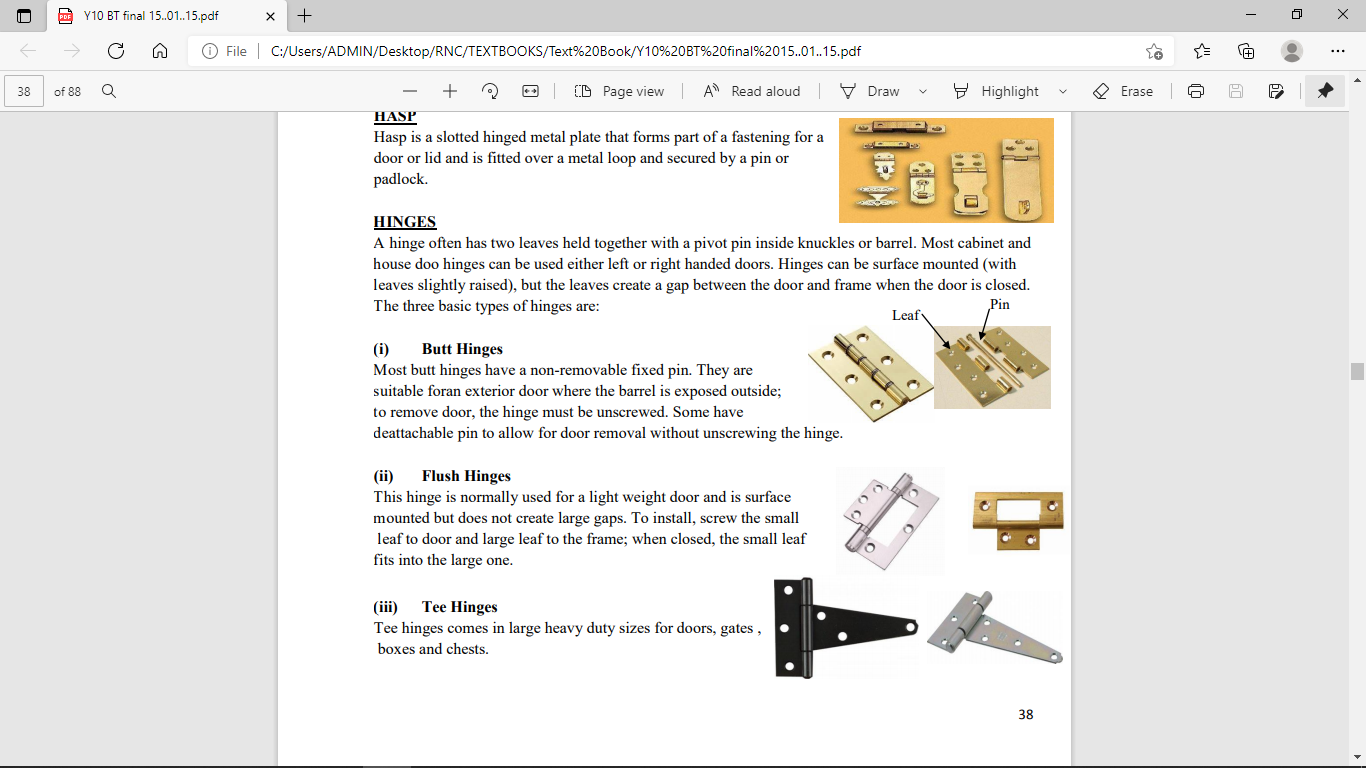 Y10 BT final 15..01..15.pdf
File
C:/Users/ADMIN/Desktop/RNC/TEXTBOOKS/Text%20Book/Y10%20BT%20final%2015..01..15.pdf
38 of 88
Page view
Read aloud
Draw
Highlight
Erase
HASP
Hasp is a slotted hinged metal plate that forms part of a fastening for a
door or lid and is fitted over a metal loop and secured by a pin or
padlock.
HINGES
A hinge often has two leaves held together with a pivot pin inside knuckles or barrel. Most cabinet and
house doo hinges can be used either left or right handed doors. Hinges can be surface mounted (with
leaves slightly raised), but the leaves create a gap between the door and frame when the door is closed.
The three basic types of hinges are:
Leaf
Pin
(i) Butt Hinges
Most butt hinges have a non-removable fixed pin. They are
suitable foran exterior door where the barrel is exposed outside;
to remove door, the hinge must be unscrewed. Some have
deattachable pin to allow for door removal without unscrewing the hinge.
(ii) Flush Hinges
This hinge is normally used for a light weight door and is surface
mounted but does not create large gaps. To install, screw the small
leaf to door and large leaf to the frame; when closed, the small leaf
fits into the large one.
(iii) Tee Hinges
Tee hinges comes in large heavy duty sizes for doors, gates ,
boxes and chests.
38